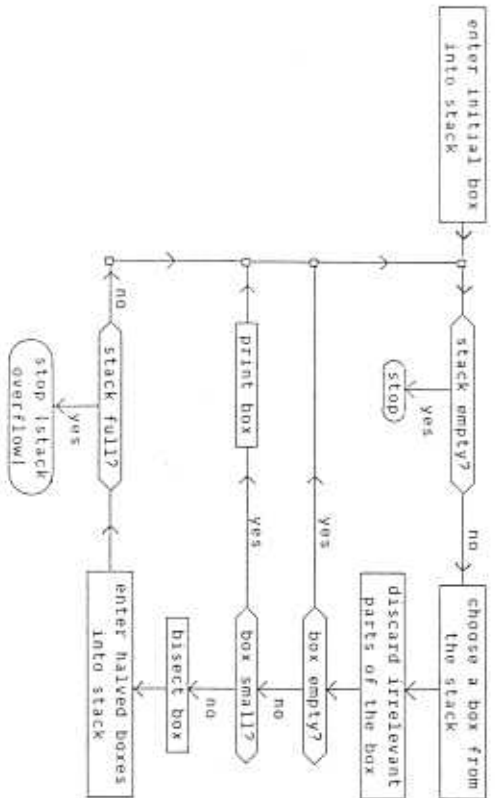 enter initial box
into stack
stack empty?
yes
stop
no
choose a box from
the stack
discard irrelevant
parts of the box
box empty?
yes
no
box small?
yes
print box
no
bisect box
enter halved boxes
into stack
stack full?
no
yes
stop (stack
overflow)